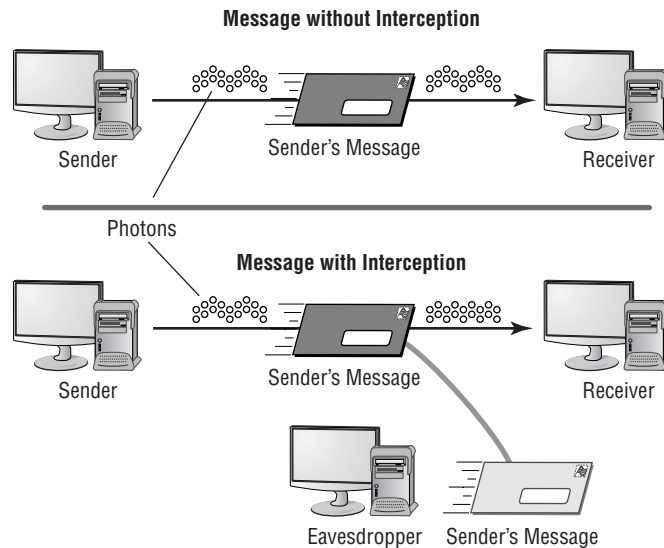 Message without Interception
Sender
Sender's Message
Receiver
Photons
Message with Interception
Sender
Sender's Message
Receiver
Eavesdropper
Sender's Message